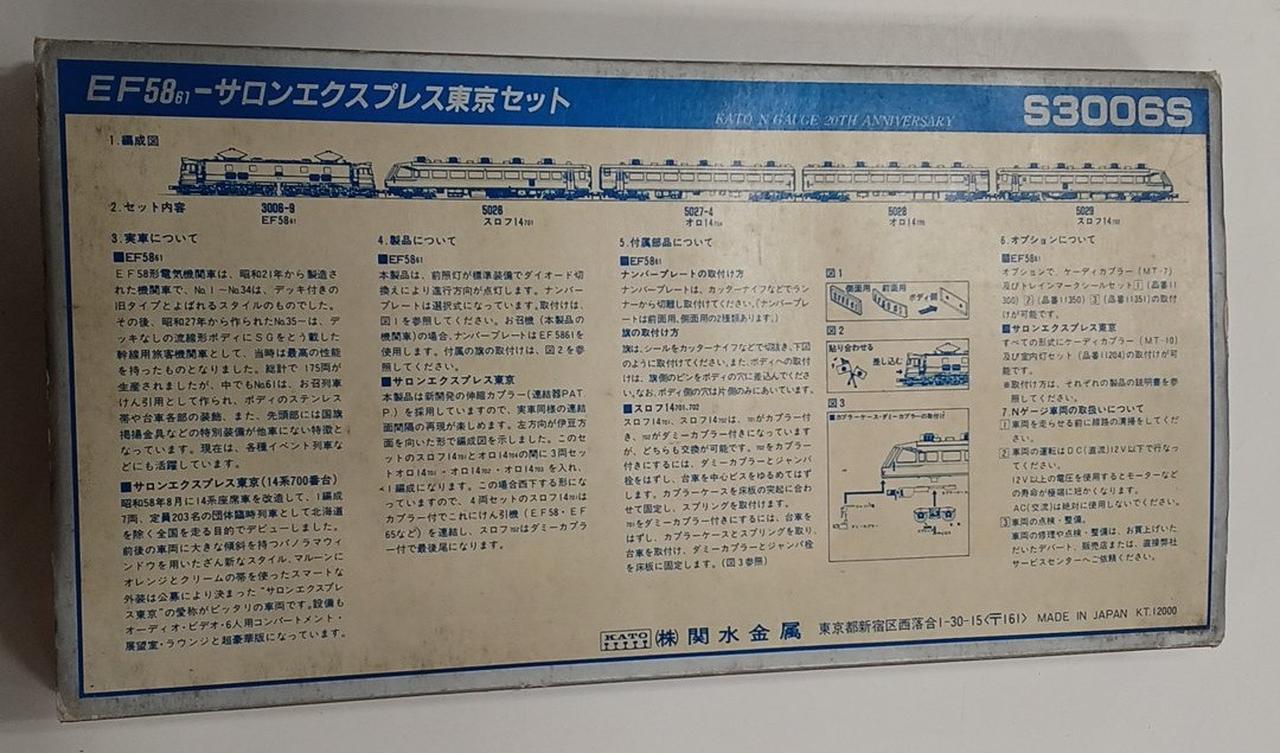 EF58₆₁−サロンエクスプレス東京セット
KATO N GAUGE 20TH ANNIVERSARY
S3006S
1.編成図
2.セット内容
3006-9
EF58₆₁
5026
スロフ14₇₀₁
5027-4
オロ14₇₀₄
5028
オロ14
5029
スロフ14₇₀₂
3.実車について
■EF58₆₁
EF58形電気機関車は、昭和21年から製造さ
れた機関車で、No.1〜No.34は、デッキ付きの
旧タイプとよばれるスタイルのものでした。
その後、昭和27年から作られたNo.35−は、デ
ッキなしの流線形ボディにSGをとう載した
幹線用旅客機関車として、当時は最高の性能
を持ったものとなりました。総計で175両が
生産されましたが、中でもNo.61は、お召列車
けん引用として作られ、ボディのステンレス
帯や台車各部の装飾、また、先頭部には国旗
掲揚金具などの特別装備が他車にない特徴と
なっています。現在は、各種イベント列車な
どにも活躍しています。
■サロンエクスプレス東京(14系700番台)
昭和58年8月に14系座席車を改造して、1編成
7両、定員203名の団体臨時列車として北海道
を除く全国を走る目的でデビューしました。
前後の車両に大きな傾斜を持つパノラマウィ
ンドウを用いたざん新なスタイル、マルーンに
オレンジとクリームの帯を使ったスマートな
外装は公募により決まった“サロンエクスプレ
ス東京”の愛称がピッタリの車両です。設備も
オーディオ・ビデオ・6人用コンパートメント・
展望室・ラウンジと超豪華版になっています。
4.製品について
■EF58₆₁
本製品は、前照灯が標準装備でダイオード切
換えにより進行方向が点灯します。ナンバー
プレートは選択式になっています。取付けは、
図1を参照してください。お召機(本製品の
機関車)の場合、ナンバープレートはEF5861を
使用します。付属の旗の取付けは、図2を参
照してください。
■サロンエクスプレス東京
本製品は新開発の伸縮カプラー(連結器PAT.
P.)を採用していますので、実車同様の連結
面間隔の再現が楽しめます。左方向が伊豆方
面を向いた形で編成図を示しました。このセ
ットのスロフ14₇₀₁とオロ14₇₀₄の間に3両セッ
トオロ14₇₀₁・オロ14₇₀₂・オロ14₇₀₃を入れ、
1編成になります。この場合西下する形にな
っていますので、4両セットのスロフ14₇₀₁は
カプラー付でこれにけん引機(EF58・EF
65など)を連結し、スロフ₇₀₂はダミーカプラ
ー付で最後尾になります。
5.付属部品について
■EF58₆₁
ナンバープレートの取付け方
ナンバープレートは、カッターナイフなどでラン
ナーから切離し取付けてください。(ナンバープレ
ートは前面用、側面用の2種類あります。)
旗の取付け方
旗は、シールをカッターナイフなどで切抜き、下図
のように取付けてください。また、ボディへの取付
けは、旗側のピンをボディの穴に差込んでくださ
い。なお、ボディの穴は片側のみにあいています。
■スロフ14₇₀₁.₇₀₂
スロフ14₇₀₁、スロフ14₇₀₂は、₇₀₁がカプラー付
き、₇₀₂がダミーカプラー付きになっています
が、どちらも交換が可能です。₇₀₂をカプラー
付きにするには、ダミーカプラーとジャンパ
栓をはずし、台車を中心ビスをゆるめてはず
します。カプラーケースを床板の突起に合わ
せて固定し、スプリングを取付けます。
₇₀₁をダミーカプラー付きにするには、台車を
はずし、カプラーケースとスプリングを取り、
台車を取付け、ダミーカプラーとジャンパ栓
を床板に固定します。(図3参照)
図1
側面用
前面用
ボディ側
図2
貼り合わせる
差し込む
図3
■カプラーケース・ダミーカプラーの取付け
6.オプションについて
■EF58₆₁
オプションで、ケーディカプラー(MT-7)
及びトレインマークシールセット1(品番11
300)2(品番11350)3(品番11351)の取付
けが可能です。
■サロンエクスプレス東京
すべての形式にケーディカプラー(MT-10)
及び室内灯セット(品番11204)の取付けが可
能です。
※取付け方は、それぞれの製品の説明書を参
照してください。
7.Nゲージ車両の取扱いについて
1車両を走らせる前に線路の清掃をしてくだ
さい。
2車両の運転はDC(直流)12V以下で行なっ
てください。
12V以上の電圧を使用するとモーターなど
の寿命が極端に短かくなります。
AC(交流)は絶対に使用しないでください。
3車両の点検・整備。
車両の修理や点検・整備は、お買上げいた
だいたデパート、販売店または、直接弊社
サービスセンターへご依頼ください。
KATO (株)関水金属 東京都新宿区西落合1-30-15〈〒161〉 MADE IN JAPAN KT.12000